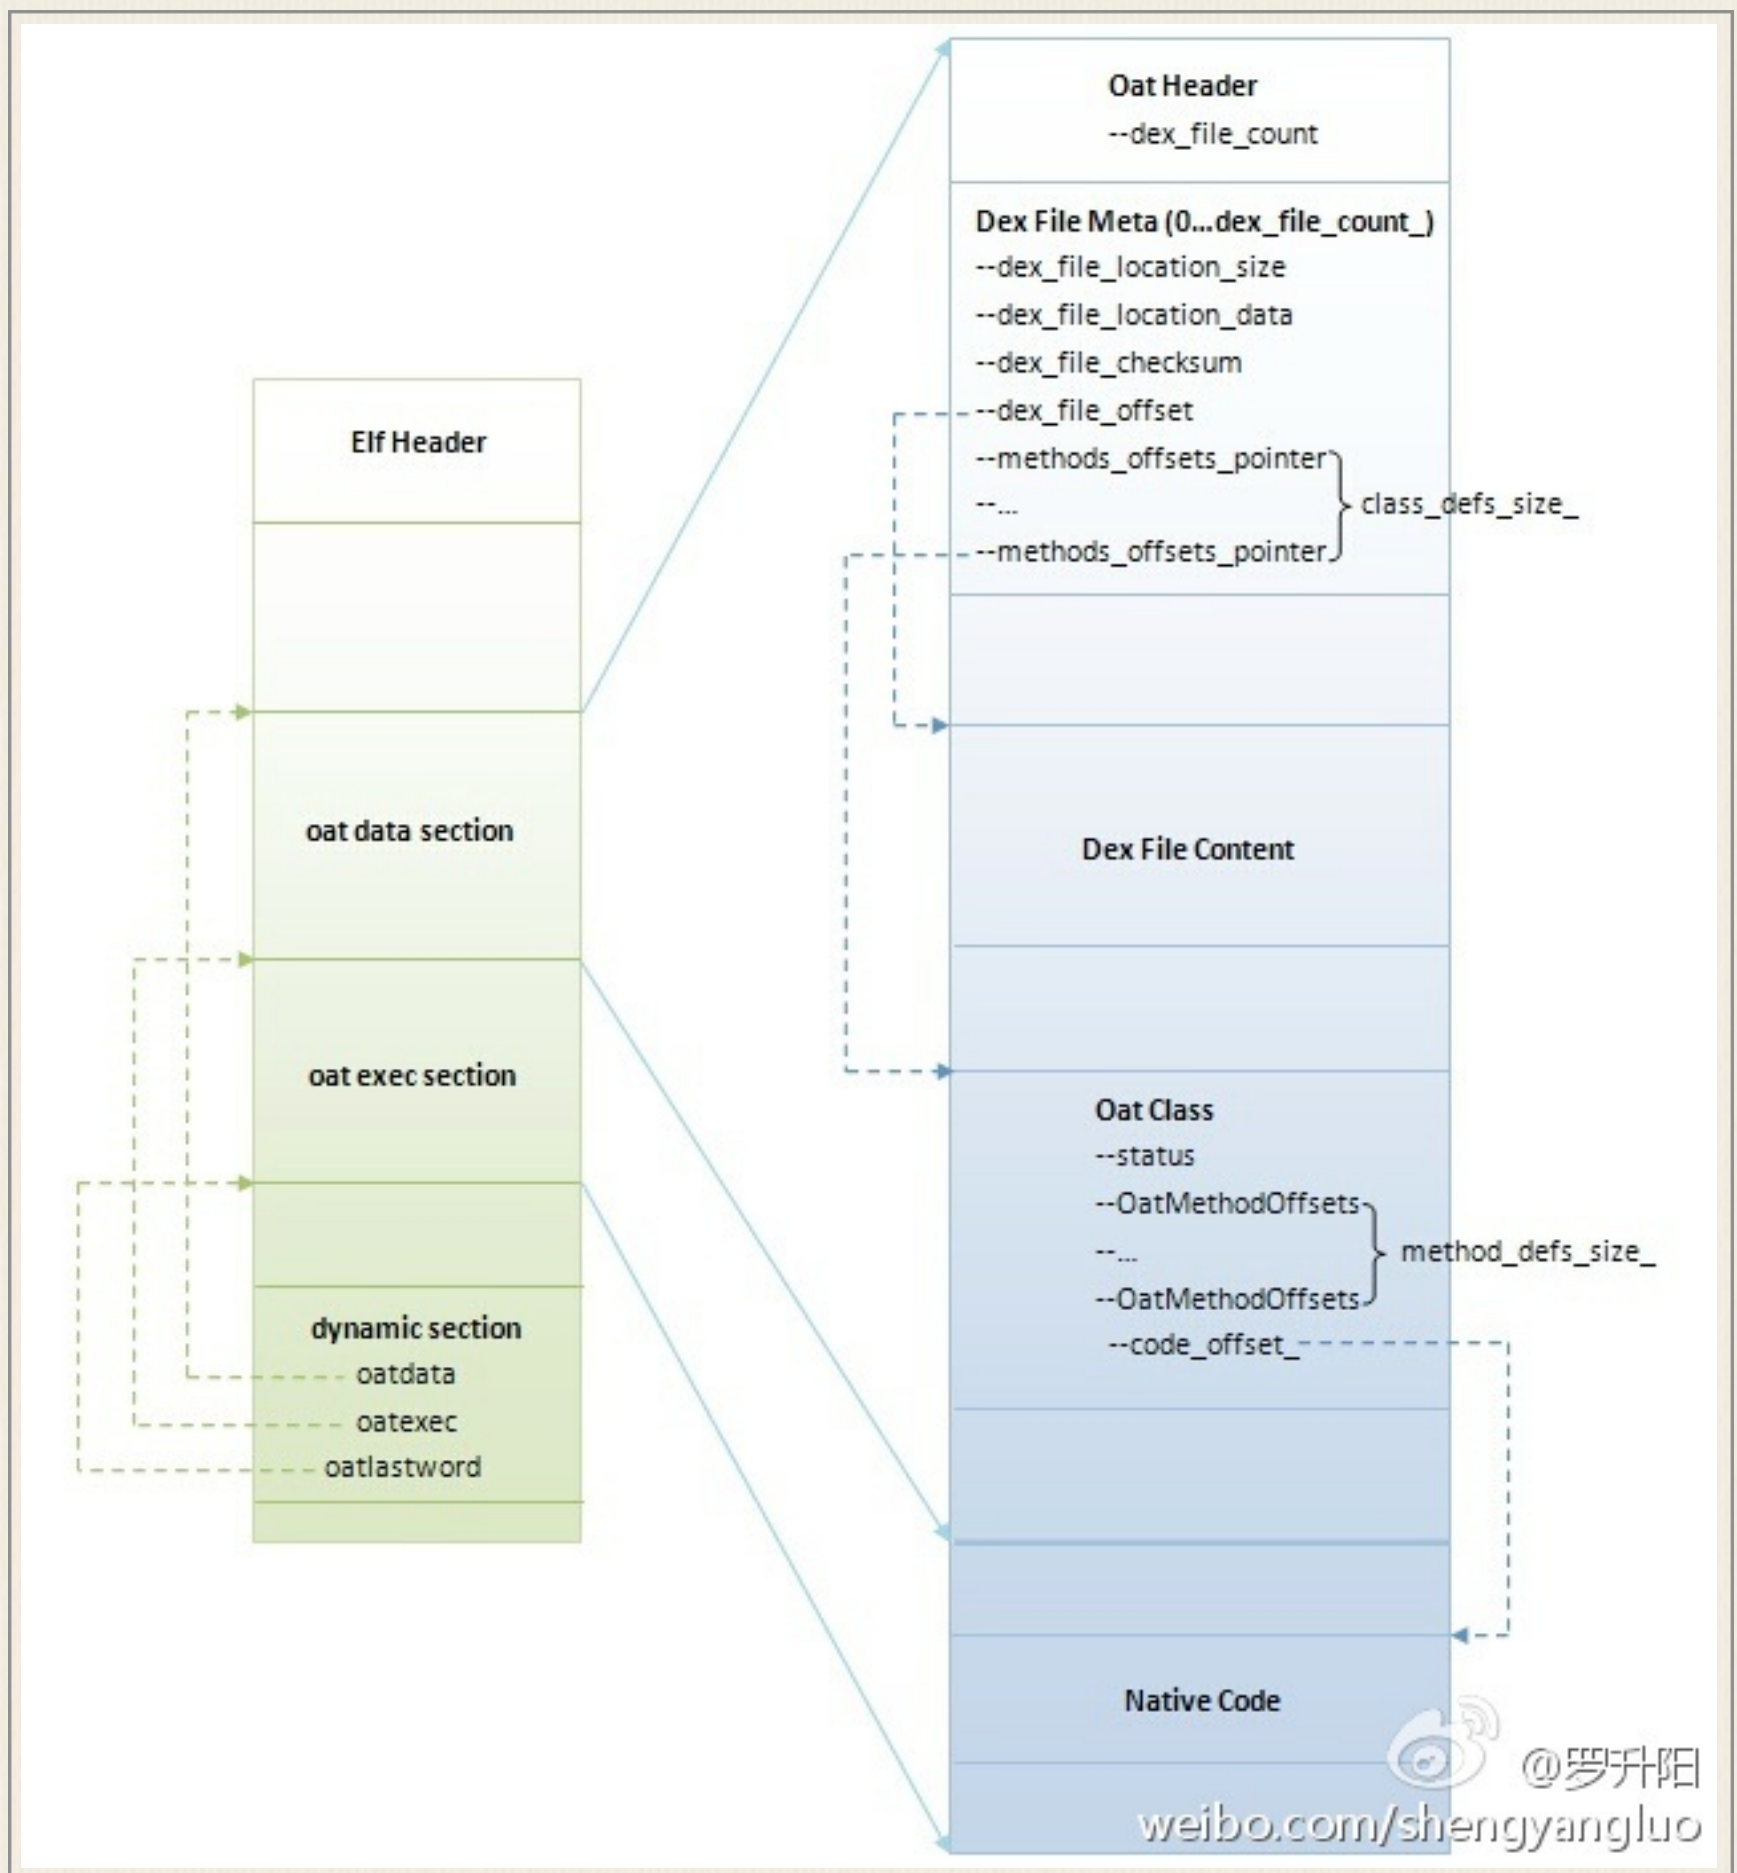 Elf Header
oat data section
oat exec section
dynamic section
oatdata
oatexec
oatlastword
Oat Header
--dex_file_count
Dex File Meta (0...dex_file_count_)
--dex_file_location_size
--dex_file_location_data
--dex_file_checksum
--dex_file_offset
--methods_offsets_pointer
--...
class_defs_size_
--methods_offsets_pointer
Dex File Content
Oat Class
--status
--OatMethodOffsets
--...
method_defs_size_
--OatMethodOffsets
--code_offset_
Native Code
@罗升阳
weibo.com/shengyangluo